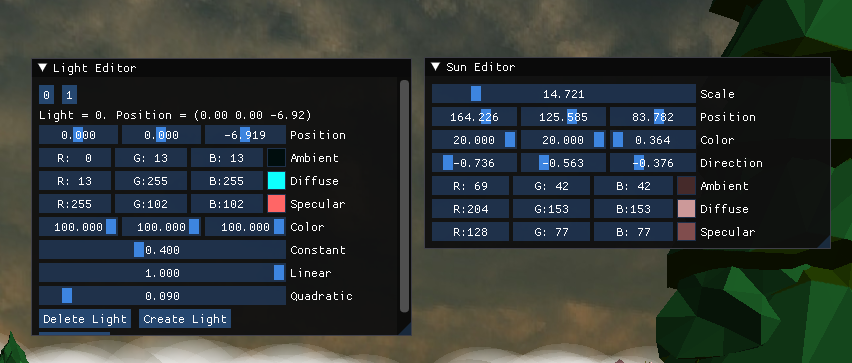 Light Editor
0 1
Light = 0. Position = (0.00 0.00 -6.92)
0.000 0.000 -6.919 Position
R: 0 G: 13 B: 13 Ambient
R: 13 G:255 B:255 Diffuse
R:255 G:102 B:102 Specular
100.000 100.000 100.000 Color
0.400 Constant
1.000 Linear
0.090 Quadratic
Delete Light Create Light
Sun Editor
14.721 Scale
164.226 125.585 83.782 Position
20.000 20.000 0.364 Color
-0.736 -0.563 -0.376 Direction
R: 69 G: 42 B: 42 Ambient
R:204 G:153 B:153 Diffuse
R:128 G: 77 B: 77 Specular